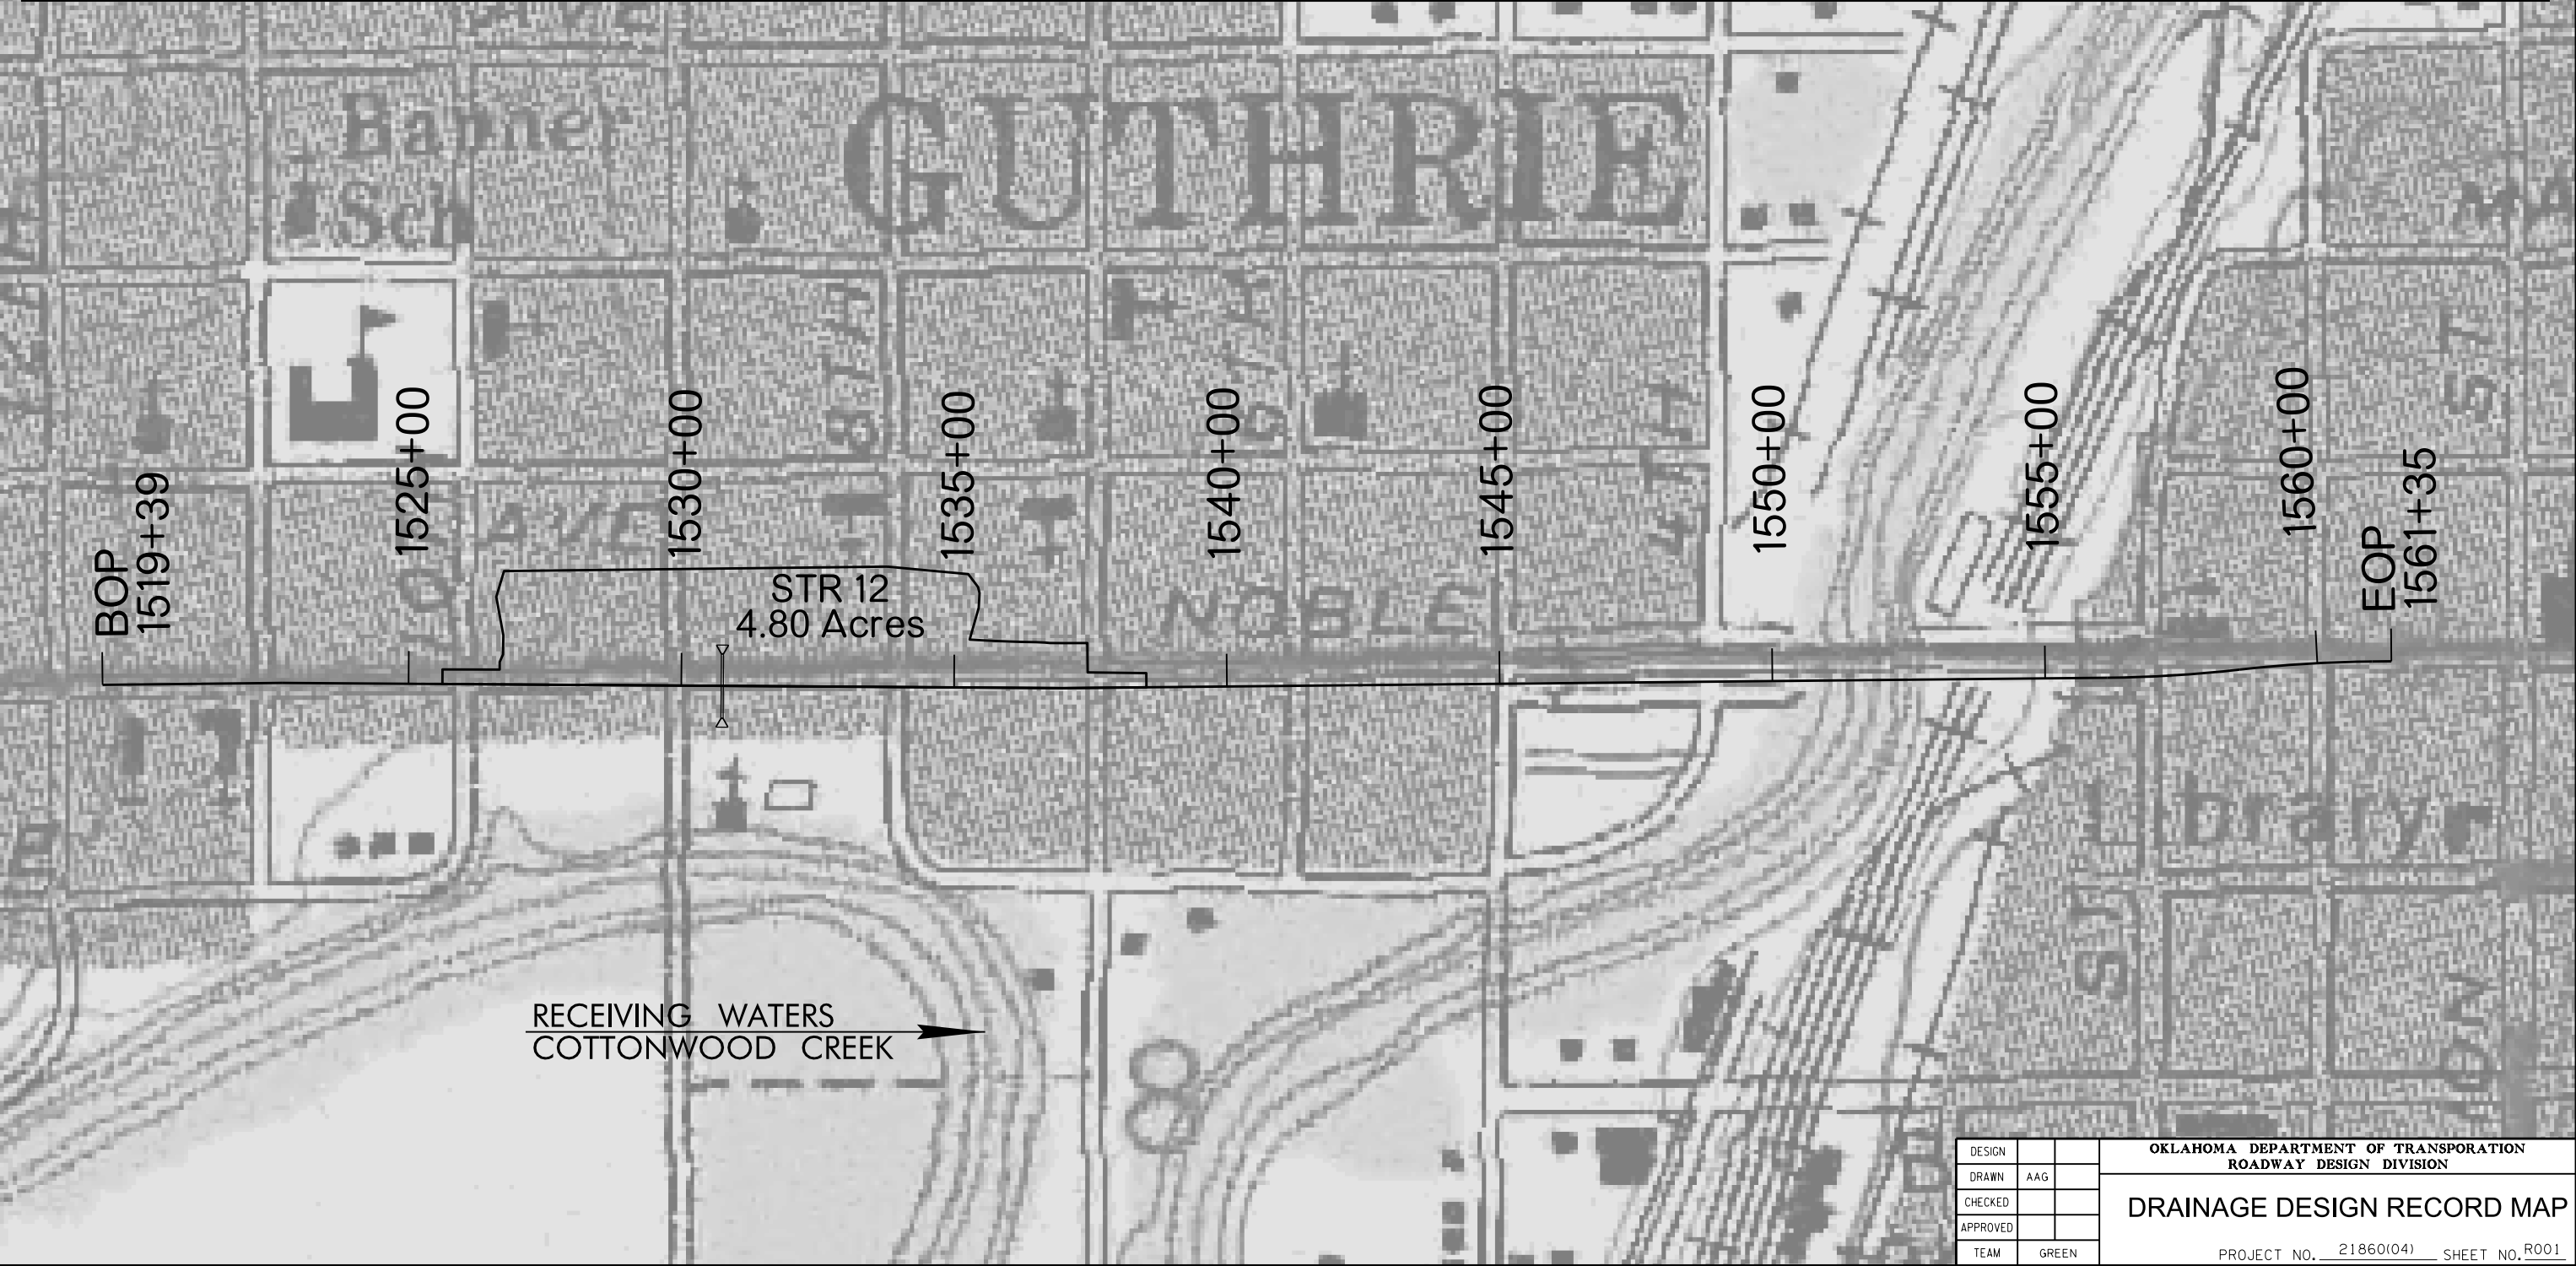 Banner
Sch
GUTHRIE
8TH
AVE
NOBLE
ST
BOP
1519+39
1525+00
1530+00
1535+00
1540+00
1545+00
1550+00
1555+00
1560+00
EOP
1561+35
STR 12
4.80 Acres
RECEIVING WATERS
COTTONWOOD CREEK
DESIGN
DRAWN AAG
CHECKED
APPROVED
TEAM GREEN
OKLAHOMA DEPARTMENT OF TRANSPORATION
ROADWAY DESIGN DIVISION
DRAINAGE DESIGN RECORD MAP
PROJECT NO. 21860(04) SHEET NO. R001